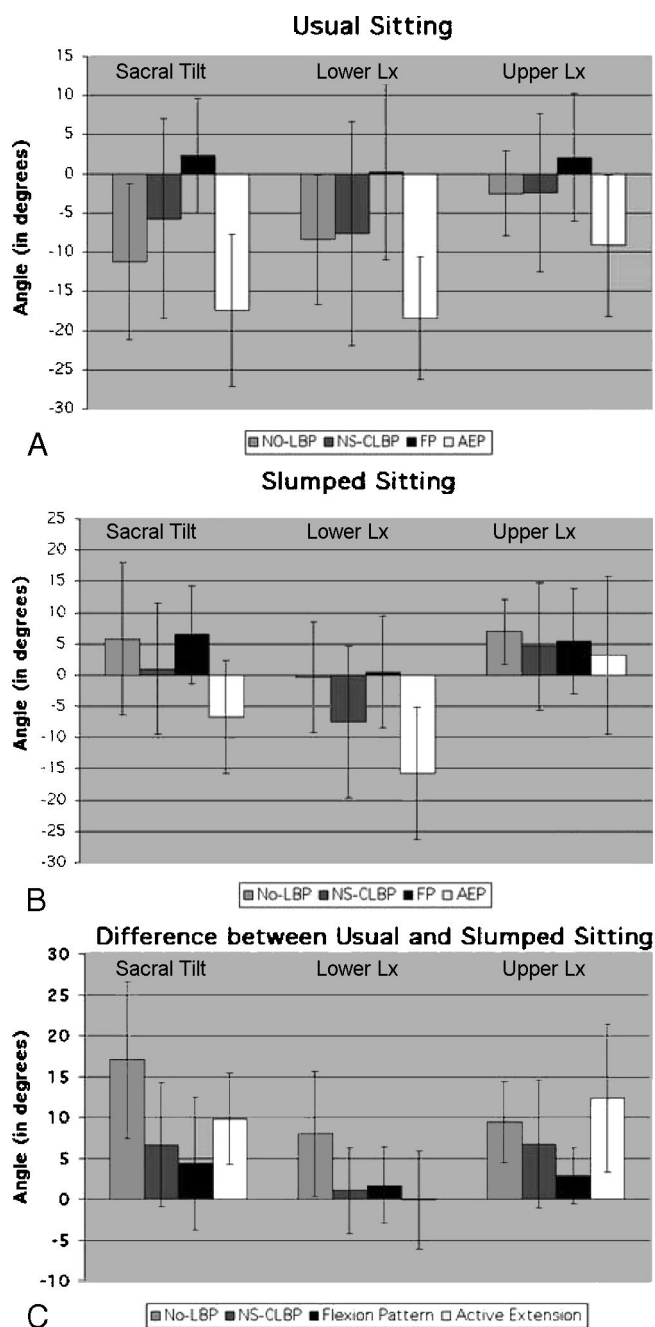 Usual Sitting
Sacral Tilt Lower Lx Upper Lx
Angle (in degrees)
15
10
5
0
-5
-10
-15
-20
-25
-30
A
NO-LBP NS-CLBP FP AEP
Slumped Sitting
Sacral Tilt Lower Lx Upper Lx
Angle (in degrees)
25
20
15
10
5
0
-5
-10
-15
-20
-25
-30
B
No-LBP NS-CLBP FP AEP
Difference between Usual and Slumped Sitting
Sacral Tilt Lower Lx Upper Lx
Angle (in degrees)
30
25
20
15
10
5
0
-5
-10
C
No-LBP NS-CLBP Flexion Pattern Active Extension